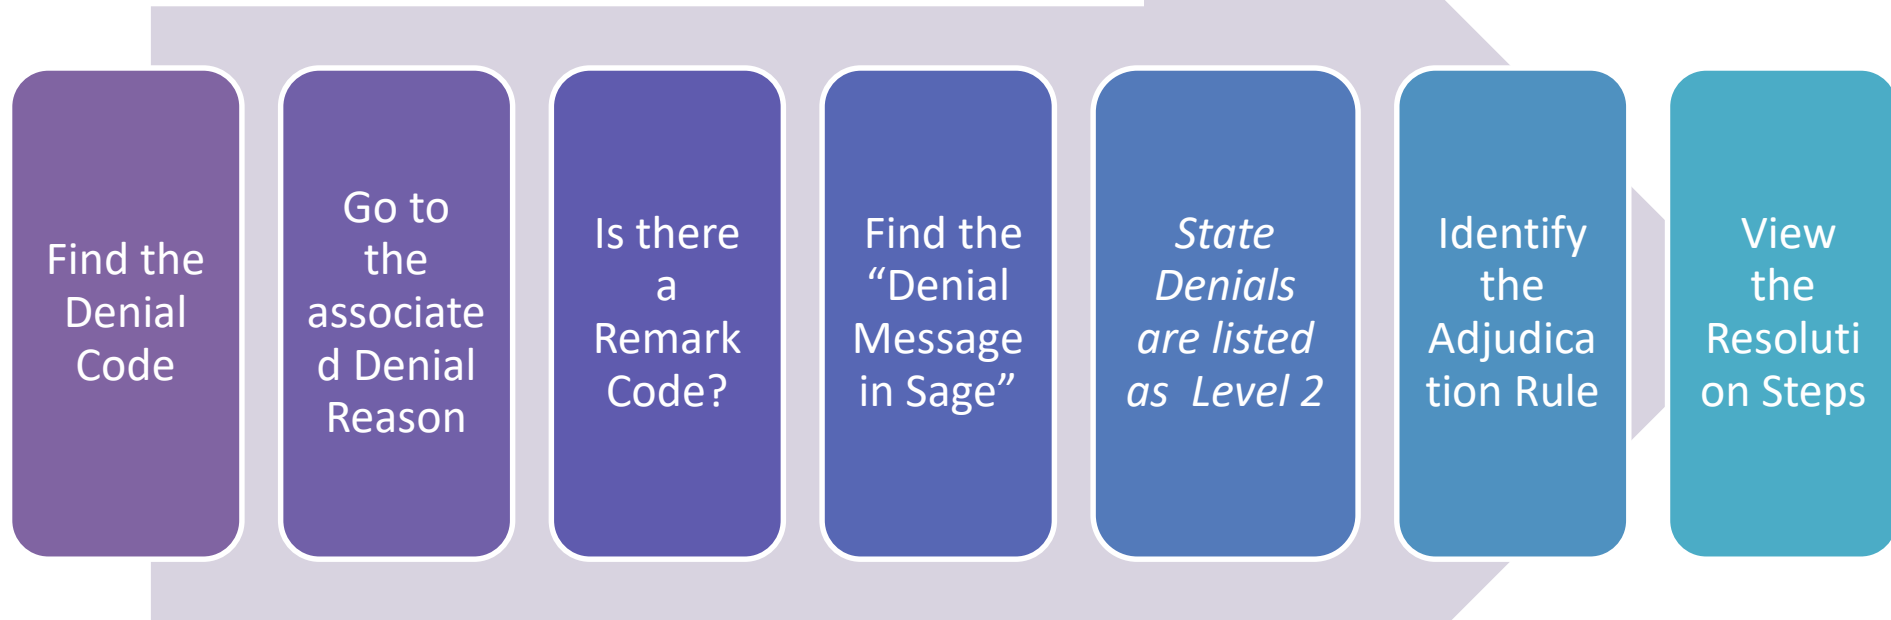 Find the
Denial
Code
Go to
the
associate
d Denial
Reason
Is there
a
Remark
Code?
Find the
“Denial
Message
in Sage”
State
Denials
are listed
as Level 2
Identify
the
Adjudica
tion Rule
View
the
Resoluti
on Steps